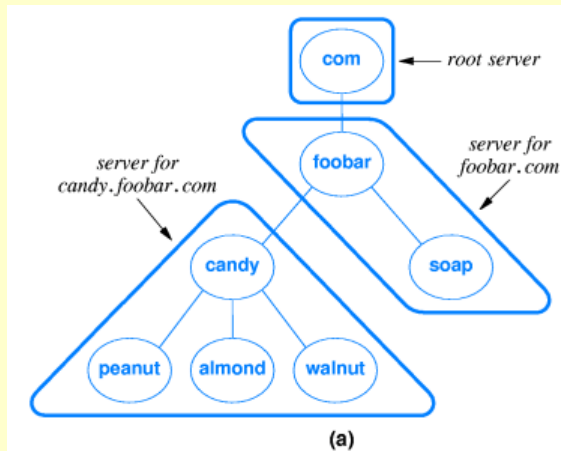 com
root server
server for
foobar.com
foobar
server for
candy.foobar.com
candy
soap
peanut
almond
walnut
(a)